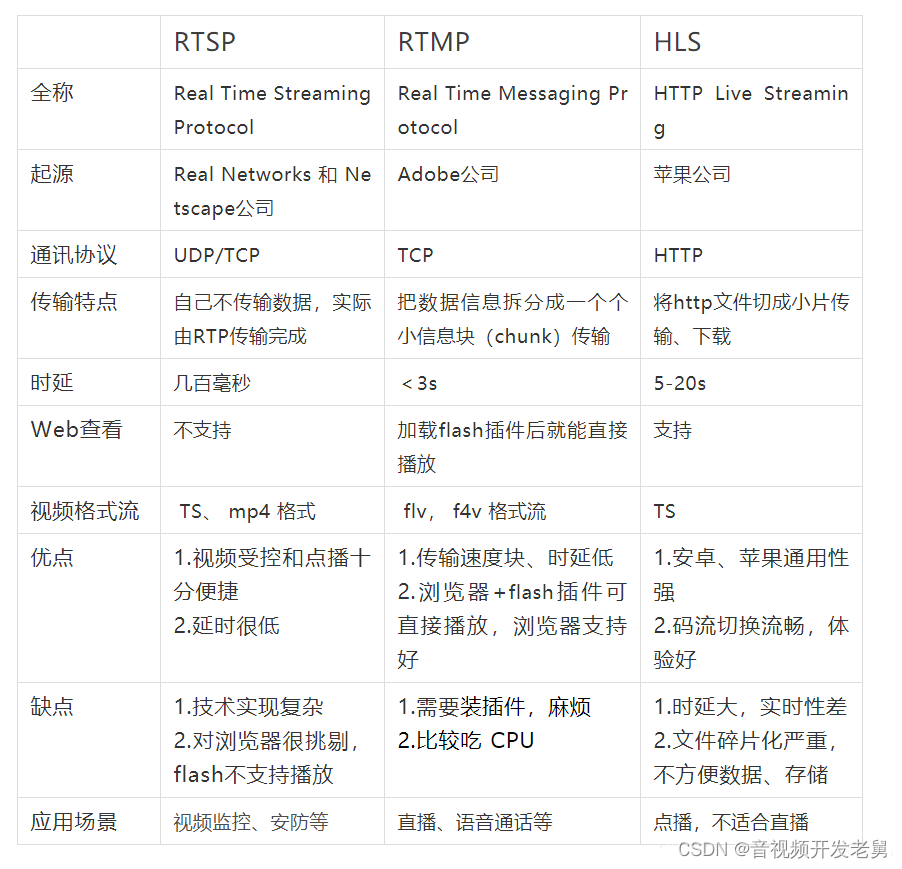 RTSP RTMP HLS
全称 Real Time Streaming Real Time Messaging Pr HTTP Live Streamin
Protocol otocol g
起源 Real Networks 和 Ne Adobe公司 苹果公司
tscape公司
通讯协议 UDP/TCP TCP HTTP
传输特点 自己不传输数据，实际 把数据信息拆分成一个个 将http文件切成小片传
由RTP传输完成 小信息块（chunk）传输 输、下载
时延 几百毫秒 ＜3s 5-20s
Web查看 不支持 加载flash插件后就能直接 支持
播放
视频格式流 TS、 mp4 格式 flv， f4v 格式流 TS
优点 1.视频受控和点播十 1.传输速度块、时延低 1.安卓、苹果通用性
分便捷 2.浏览器+flash插件可 强
2.延时很低 直接播放，浏览器支持 2.码流切换流畅，体
好 验好
缺点 1.技术实现复杂 1.需要装插件，麻烦 1.时延大，实时性差
2.对浏览器很挑剔， 2.比较吃 CPU 2.文件碎片化严重，
flash不支持播放 不方便数据、存储
应用场景 视频监控、安防等 直播、语音通话等 点播，不适合直播
CSDN @音视频开发老舅